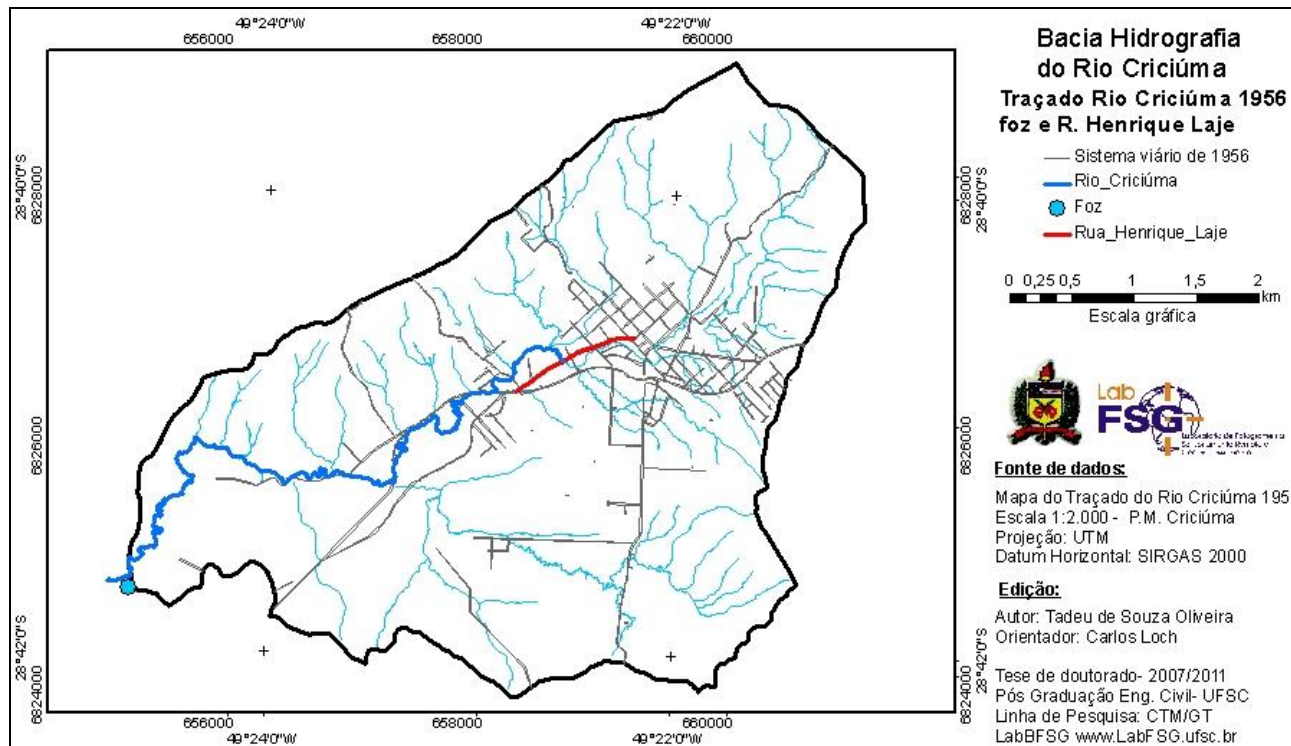 49°24'0"W
49°22'0"W
656000
658000
660000
28°40'0"S
6828000
6828000
28°40'0"S
6826000
6826000
28°42'0"S
6824000
28°42'0"S
6824000
656000
658000
660000
49°24'0"W
49°22'0"W
Bacia Hidrografia
do Rio Criciúma
Traçado Rio Criciúma 1956
foz e R. Henrique Laje
Sistema viário de 1956
Rio_Criciúma
Foz
Rua_Henrique_Laje
0 0,25 0,5 1 1,5 2
km
Escala gráfica
Lab
FSG
Fonte de dados:
Mapa do Traçado do Rio Criciúma 195
Escala 1:2.000 - P.M. Criciúma
Projeção: UTM
Datum Horizontal: SIRGAS 2000
Edição:
Autor: Tadeu de Souza Oliveira
Orientador: Carlos Loch
Tese de doutorado- 2007/2011
Pós Graduação Eng. Civil- UFSC
Linha de Pesquisa: CTM/GT
LabBFSG www.LabFSG.ufsc.br